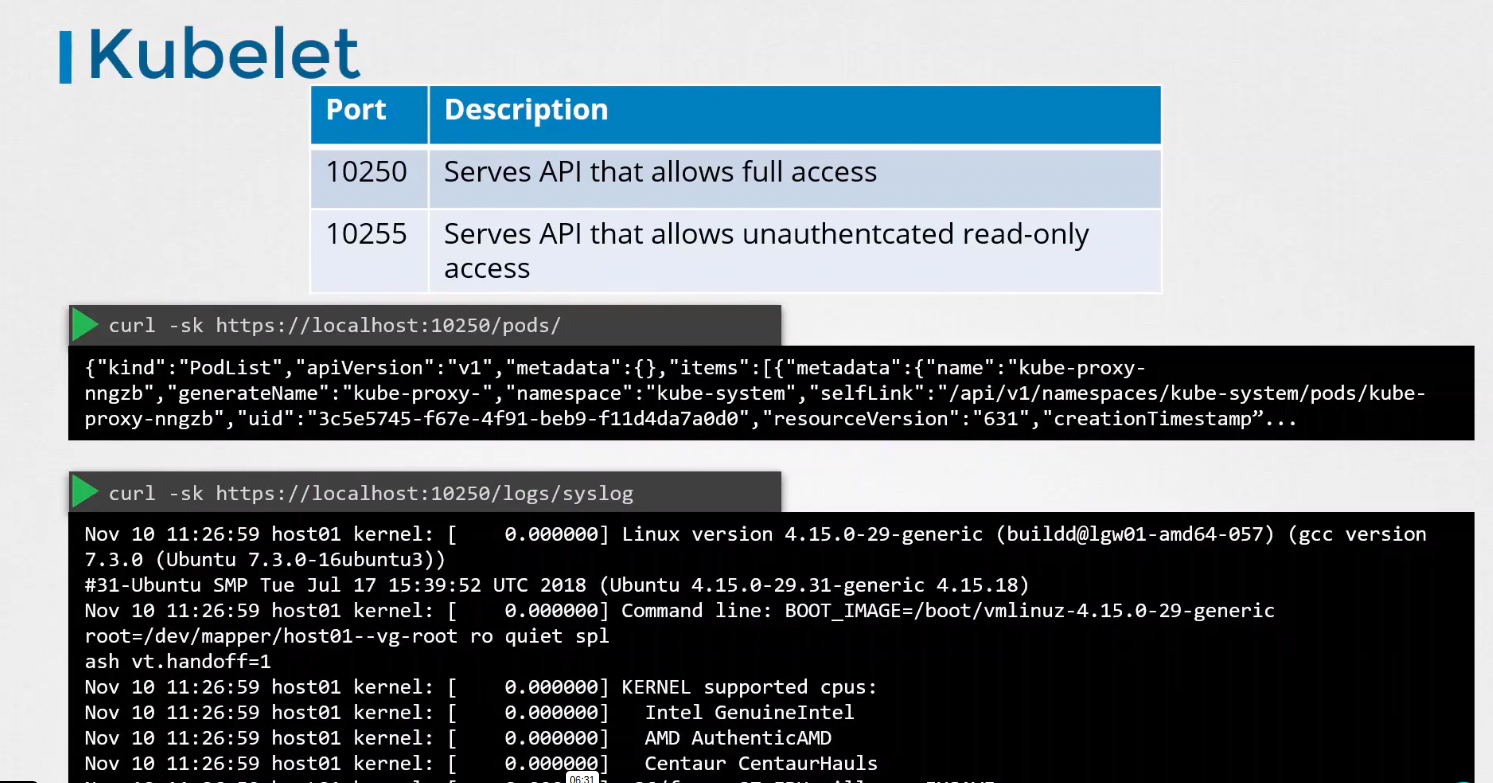 Kubelet
Port Description
10250 Serves API that allows full access
10255 Serves API that allows unauthentcated read-only
access
curl -sk https://localhost:10250/pods/
{"kind":"PodList","apiVersion":"v1","metadata":{},"items":[{"metadata":{"name":"kube-proxy-
nngzb","generateName":"kube-proxy-","namespace":"kube-system","selfLink":"/api/v1/namespaces/kube-system/pods/kube-
proxy-nngzb","uid":"3c5e5745-f67e-4f91-beb9-f11d4da7a0d0","resourceVersion":"631","creationTimestamp”...
curl -sk https://localhost:10250/logs/syslog
Nov 10 11:26:59 host01 kernel: [    0.000000] Linux version 4.15.0-29-generic (buildd@lgw01-amd64-057) (gcc version
7.3.0 (Ubuntu 7.3.0-16ubuntu3))
#31-Ubuntu SMP Tue Jul 17 15:39:52 UTC 2018 (Ubuntu 4.15.0-29.31-generic 4.15.18)
Nov 10 11:26:59 host01 kernel: [    0.000000] Command line: BOOT_IMAGE=/boot/vmlinuz-4.15.0-29-generic
root=/dev/mapper/host01--vg-root ro quiet spl
ash vt.handoff=1
Nov 10 11:26:59 host01 kernel: [    0.000000] KERNEL supported cpus:
Nov 10 11:26:59 host01 kernel: [    0.000000]   Intel GenuineIntel
Nov 10 11:26:59 host01 kernel: [    0.000000]   AMD AuthenticAMD
Nov 10 11:26:59 host01 kernel: [    0.000000]   Centaur CentaurHauls
06:31